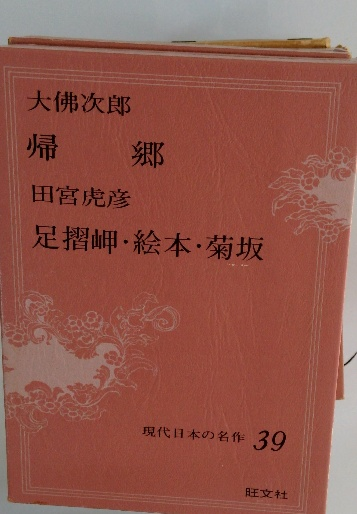 大佛次郎
帰 郷
田宮虎彦
足摺岬・絵本・菊坂
現代日本の名作 39
旺文社